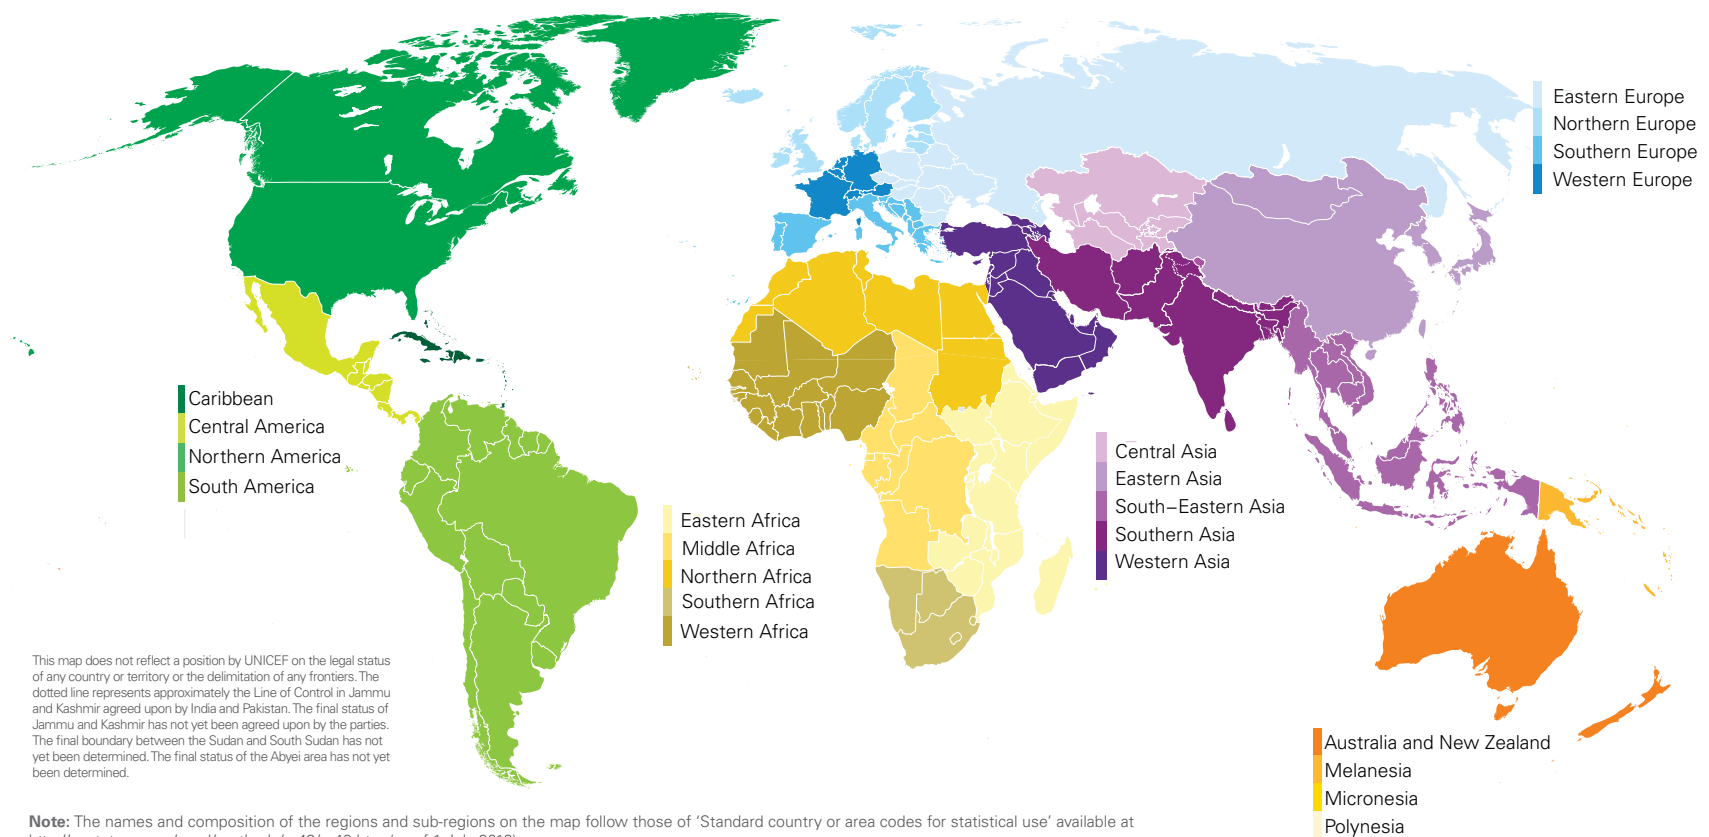 Eastern Europe
Northern Europe
Southern Europe
Western Europe
Caribbean
Central America
Northern America
South America
Central Asia
Eastern Asia
South–Eastern Asia
Southern Asia
Western Asia
Eastern Africa
Middle Africa
Northern Africa
Southern Africa
Western Africa
This map does not reflect a position by UNICEF on the legal status
of any country or territory or the delimitation of any frontiers. The
dotted line represents approximately the Line of Control in Jammu
and Kashmir agreed upon by India and Pakistan. The final status of
Jammu and Kashmir has not yet been agreed upon by the parties.
The final boundary between the Sudan and South Sudan has not
yet been determined. The final status of the Abyei area has not yet
been determined.
Australia and New Zealand
Melanesia
Micronesia
Polynesia
Note: The names and composition of the regions and sub-regions on the map follow those of ‘Standard country or area codes for statistical use’ available at